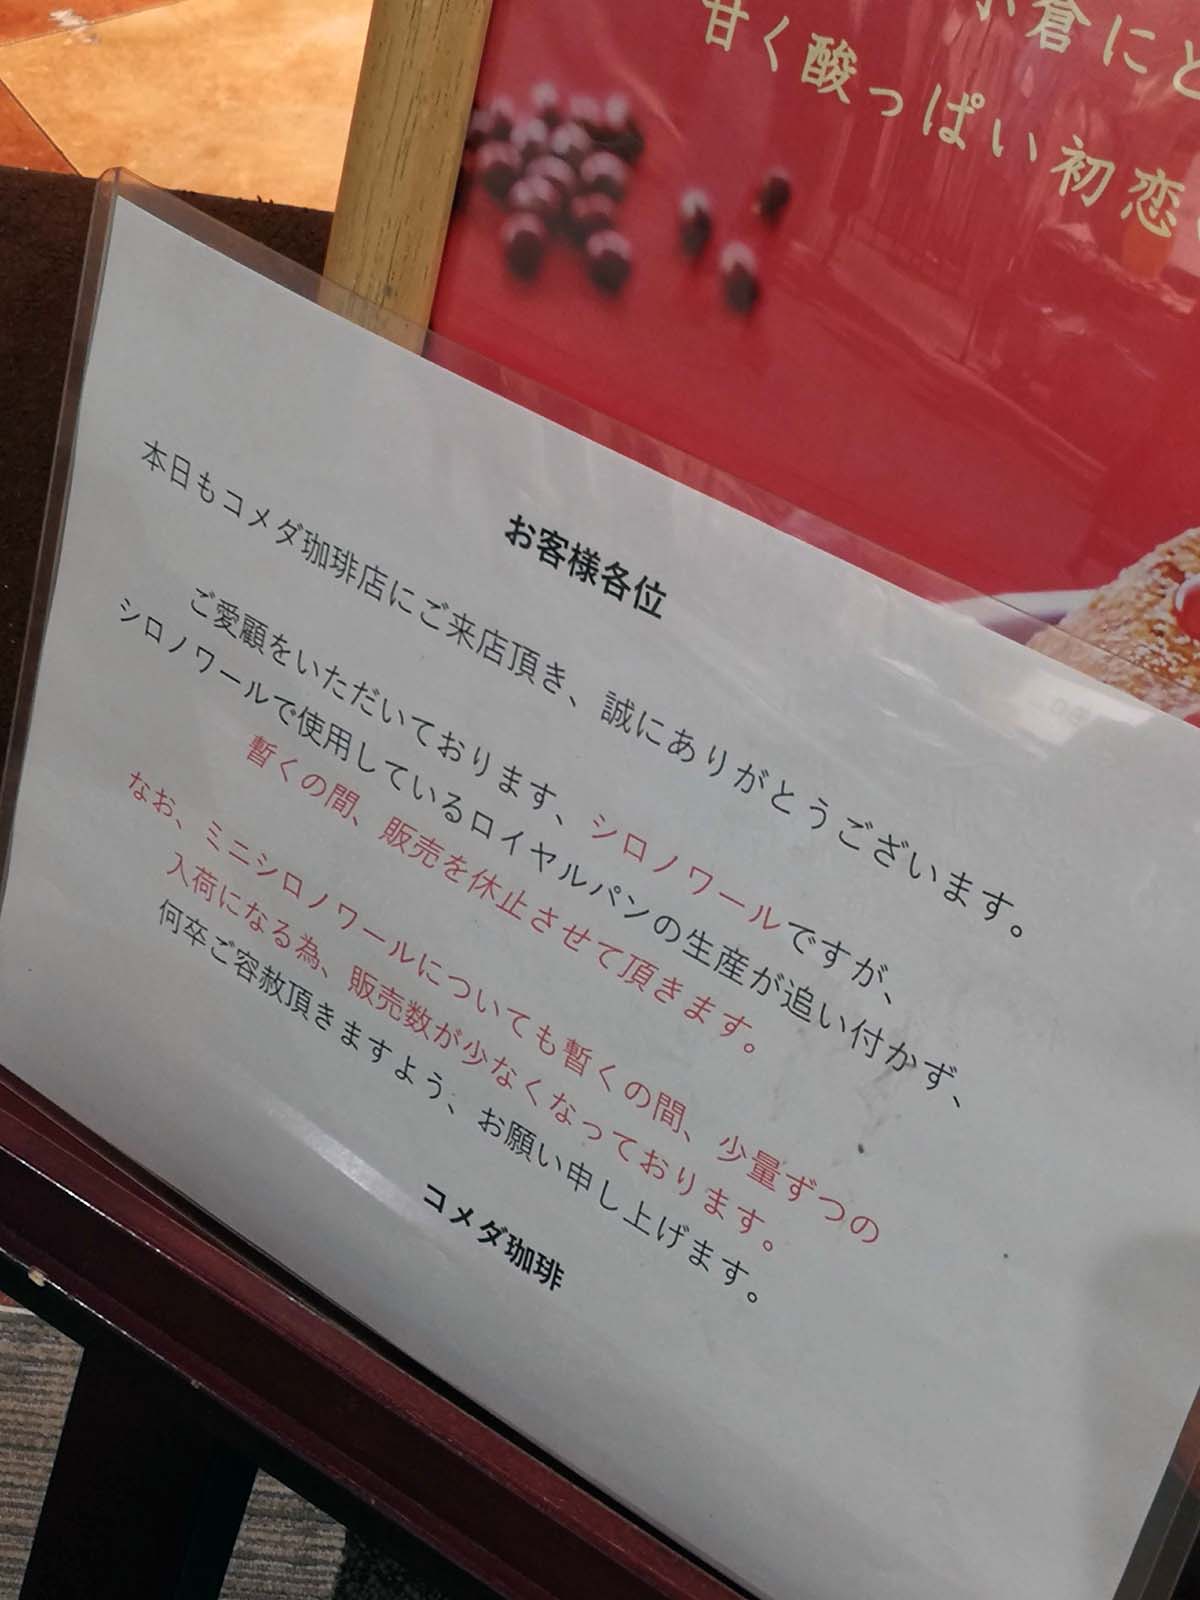 小倉にと
甘く酸っぱい初恋
お客様各位
本日もコメダ珈琲店にご来店頂き、誠にありがとうございます。
ご愛顧をいただいております、シロノワールですが、
シロノワールで使用しているロイヤルパンの生産が追い付かず、
暫くの間、販売を休止させて頂きます。
なお、ミニシロノワールについても暫くの間、少量ずつの
入荷になる為、販売数が少なくなっております。
何卒ご容赦頂きますよう、お願い申し上げます。
コメダ珈琲